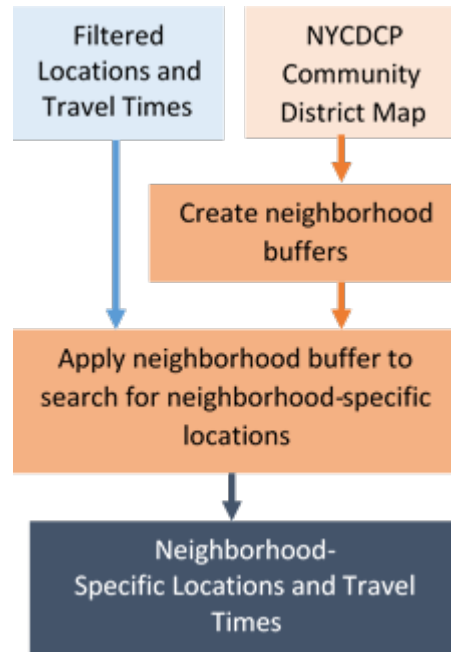 Filtered
Locations and
Travel Times
NYCDCP
Community
District Map
Create neighborhood
buffers
Apply neighborhood buffer to
search for neighborhood-specific
locations
Neighborhood-
Specific Locations and Travel
Times